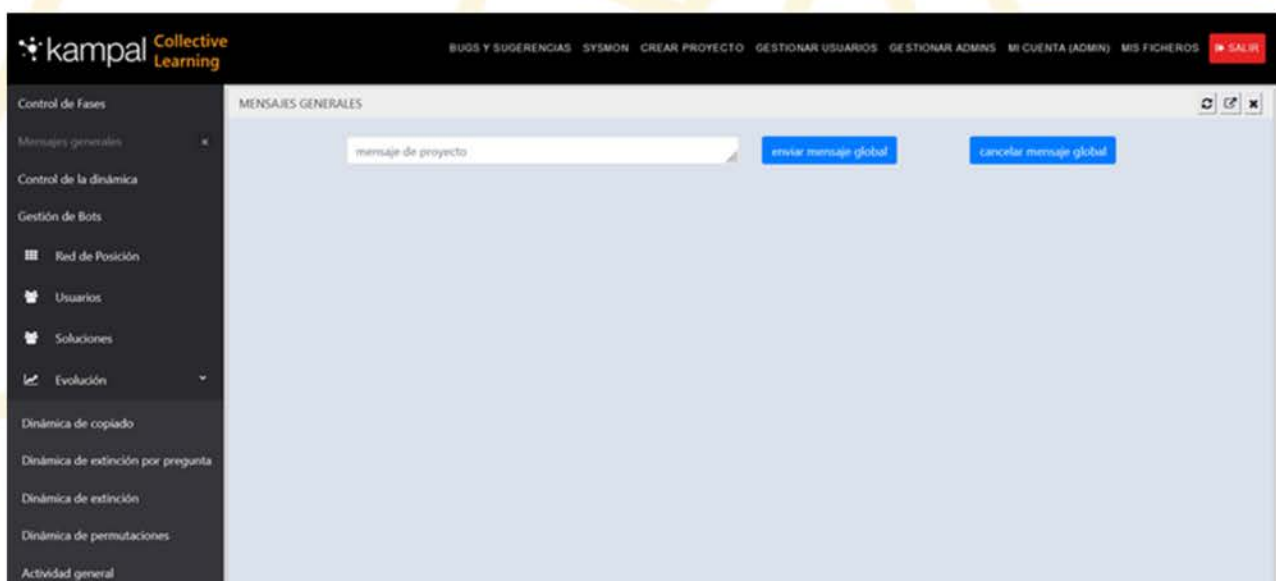 kampal Collective Learning
BUGS Y SUGERENCIAS SYSMON CREAR PROYECTO GESTIONAR USUARIOS GESTIONAR ADMINS MI CUENTA (ADMIN) MIS FICHEROS SALIR
Control de Fases
MENSAJES GENERALES
Mensajes generales
mensaje de proyecto
enviar mensaje global
cancelar mensaje global
Control de la dinámica
Gestión de Bots
Red de Posición
Usuarios
Soluciones
Evolución
Dinámica de copiado
Dinámica de extinción por pregunta
Dinámica de extinción
Dinámica de permutaciones
Actividad general